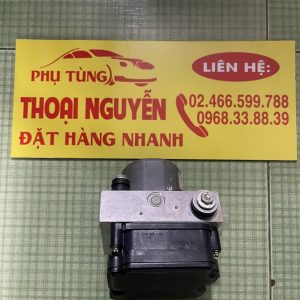 PHỤ TÙNG
THOẠI NGUYỄN
ĐẶT HÀNG NHANH
LIÊN HỆ:
02.466.599.788
0968.33.88.39